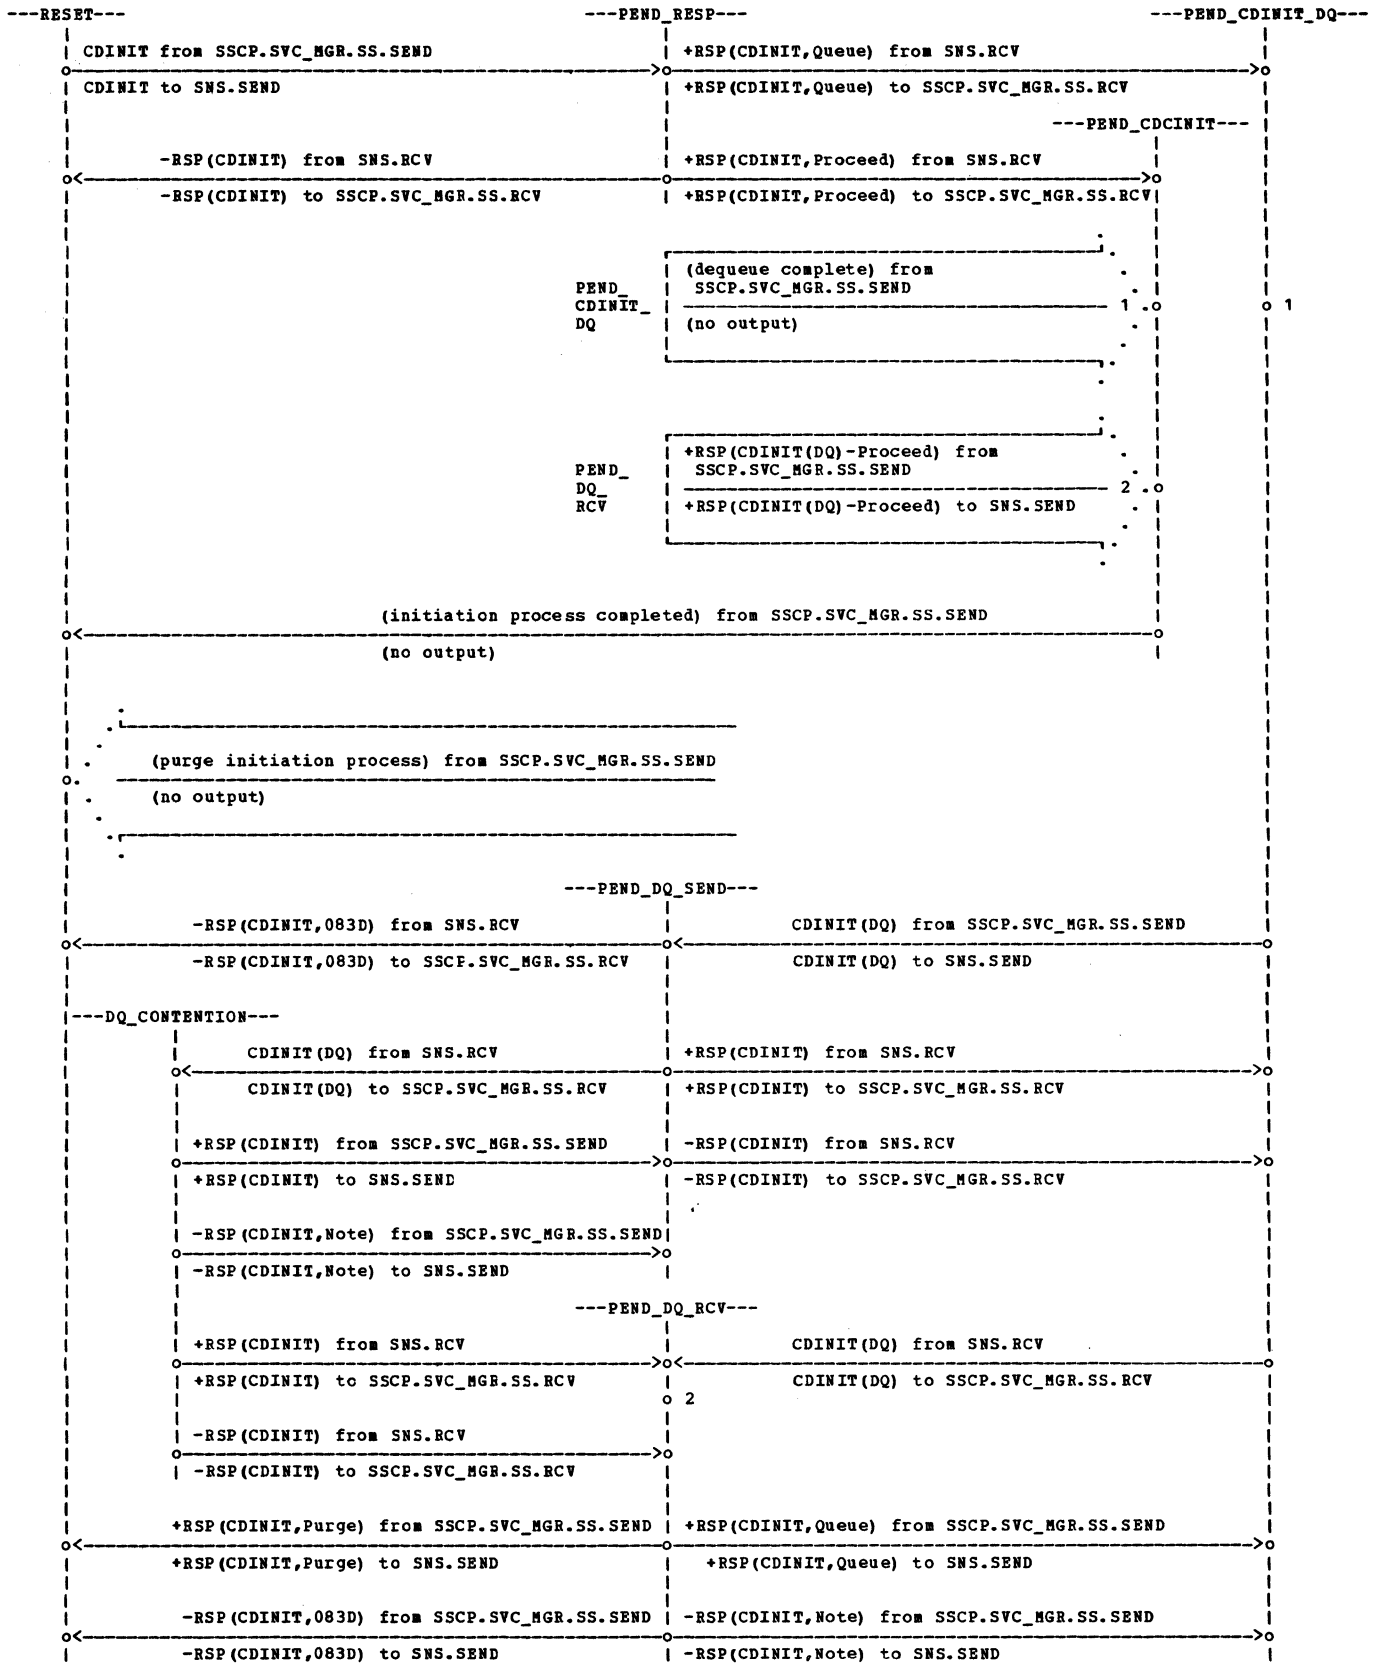 ---RESET--- ---PEND_RESP--- ---PEND_CDINIT_DQ---
CDINIT from SSCP.SVC_MGR.SS.SEND +RSP(CDINIT,Queue) from SNS.RCV
CDINIT to SNS.SEND +RSP(CDINIT,Queue) to SSCP.SVC_MGR.SS.RCV
---PEND_CDCINIT---
-RSP(CDINIT) from SNS.RCV +RSP(CDINIT,Proceed) from SNS.RCV
-RSP(CDINIT) to SSCP.SVC_MGR.SS.RCV +RSP(CDINIT,Proceed) to SSCP.SVC_MGR.SS.RCV
(dequeue complete) from
PEND_ SSCP.SVC_MGR.SS.SEND
CDINIT_ 1 1
DQ (no output)
+RSP(CDINIT(DQ)-Proceed) from
PEND_ SSCP.SVC_MGR.SS.SEND
DQ_ 2
RCV +RSP(CDINIT(DQ)-Proceed) to SNS.SEND
(initiation process completed) from SSCP.SVC_MGR.SS.SEND
(no output)
(purge initiation process) from SSCP.SVC_MGR.SS.SEND
(no output)
---PEND_DQ_SEND---
-RSP(CDINIT,083D) from SNS.RCV CDINIT(DQ) from SSCP.SVC_MGR.SS.SEND
-RSP(CDINIT,083D) to SSCP.SVC_MGR.SS.RCV CDINIT(DQ) to SNS.SEND
---DQ_CONTENTION---
CDINIT(DQ) from SNS.RCV +RSP(CDINIT) from SNS.RCV
CDINIT(DQ) to SSCP.SVC_MGR.SS.RCV +RSP(CDINIT) to SSCP.SVC_MGR.SS.RCV
+RSP(CDINIT) from SSCP.SVC_MGR.SS.SEND -RSP(CDINIT) from SNS.RCV
+RSP(CDINIT) to SNS.SEND -RSP(CDINIT) to SSCP.SVC_MGR.SS.RCV
-RSP(CDINIT,Note) from SSCP.SVC_MGR.SS.SEND
-RSP(CDINIT,Note) to SNS.SEND
---PEND_DQ_RCV---
+RSP(CDINIT) from SNS.RCV CDINIT(DQ) from SNS.RCV
+RSP(CDINIT) to SSCP.SVC_MGR.SS.RCV CDINIT(DQ) to SSCP.SVC_MGR.SS.RCV
2
-RSP(CDINIT) from SNS.RCV
-RSP(CDINIT) to SSCP.SVC_MGR.SS.RCV
+RSP(CDINIT,Purge) from SSCP.SVC_MGR.SS.SEND +RSP(CDINIT,Queue) from SSCP.SVC_MGR.SS.SEND
+RSP(CDINIT,Purge) to SNS.SEND +RSP(CDINIT,Queue) to SNS.SEND
-RSP(CDINIT,083D) from SSCP.SVC_MGR.SS.SEND -RSP(CDINIT,Note) from SSCP.SVC_MGR.SS.SEND
-RSP(CDINIT,083D) to SNS.SEND -RSP(CDINIT,Note) to SNS.SEND